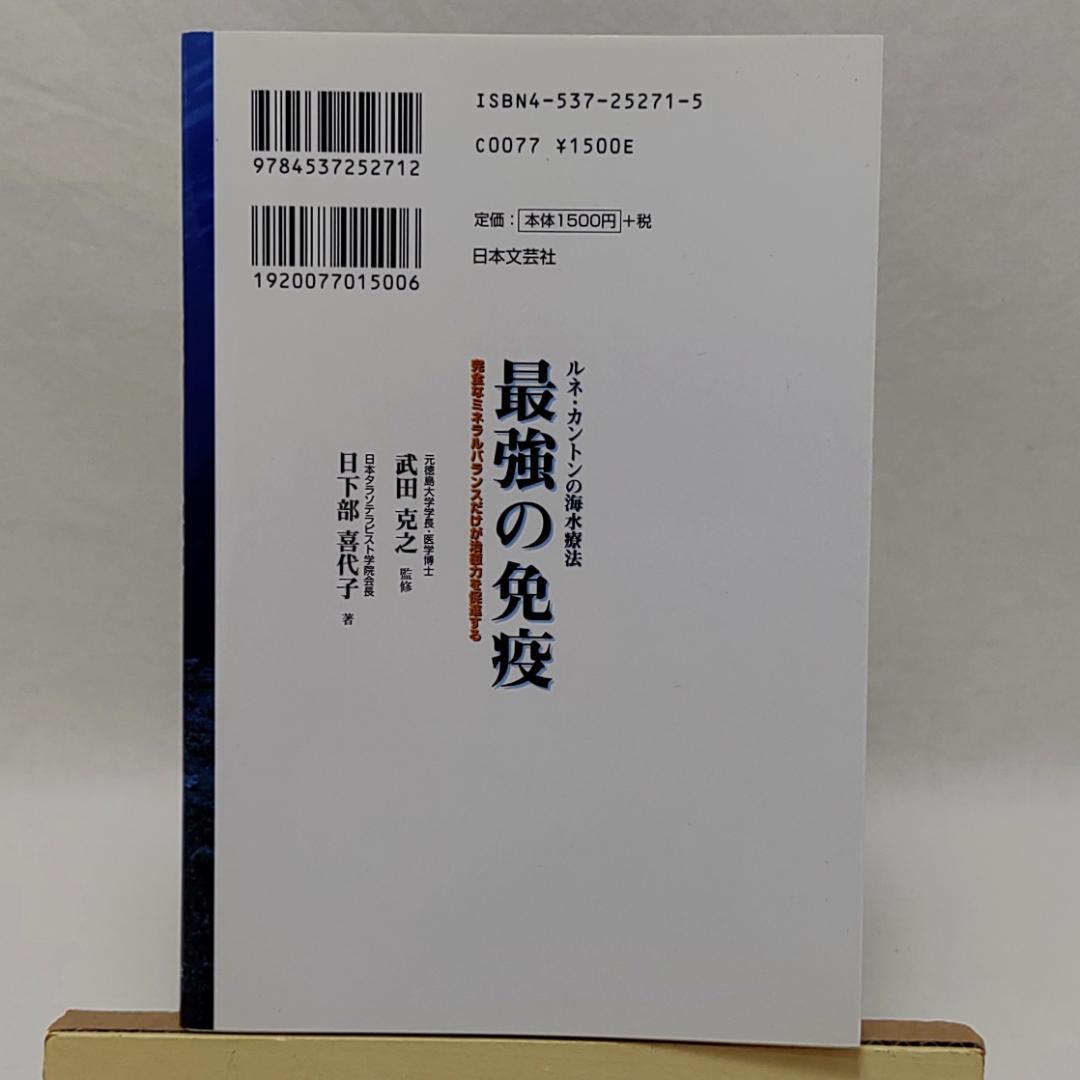 ISBN4-537-25271-5
C0077 ¥1500E
9784537252712
定価：本体1500円+税
日本文芸社
1920077015006
ルネ・カントンの海水療法
最強の免疫
完全なミネラルバランスだけが治癒力を促進する
元徳島大学学長・医学博士
武田 克之 監修
日本タラソテラピスト学院会長
日下部 喜代子 著